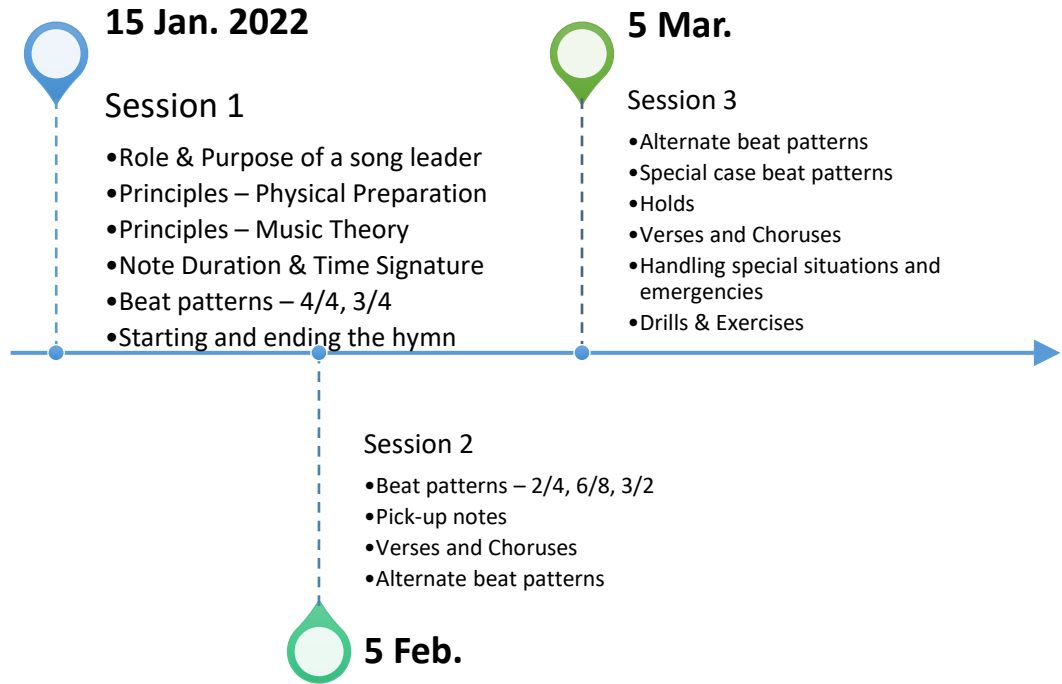 15 Jan. 2022
Session 1
•Role & Purpose of a song leader
•Principles – Physical Preparation
•Principles – Music Theory
•Note Duration & Time Signature
•Beat patterns – 4/4, 3/4
•Starting and ending the hymn
Session 2
•Beat patterns – 2/4, 6/8, 3/2
•Pick-up notes
•Verses and Choruses
•Alternate beat patterns
5 Feb.
5 Mar.
Session 3
•Alternate beat patterns
•Special case beat patterns
•Holds
•Verses and Choruses
•Handling special situations and
emergencies
•Drills & Exercises